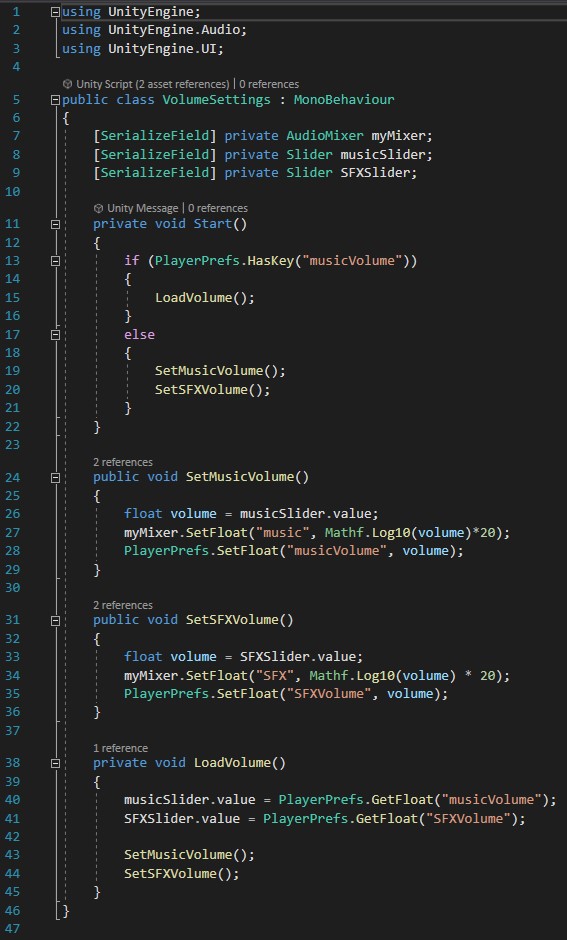 1 using UnityEngine;
2 using UnityEngine.Audio;
3 using UnityEngine.UI;
4
Unity Script (2 asset references) | 0 references
5 public class VolumeSettings : MonoBehaviour
6 {
7 [SerializeField] private AudioMixer myMixer;
8 [SerializeField] private Slider musicSlider;
9 [SerializeField] private Slider SFXSlider;
10
Unity Message | 0 references
11 private void Start()
12 {
13 if (PlayerPrefs.HasKey("musicVolume"))
14 {
15 LoadVolume();
16 }
17 else
18 {
19 SetMusicVolume();
20 SetSFXVolume();
21 }
22 }
23
2 references
24 public void SetMusicVolume()
25 {
26 float volume = musicSlider.value;
27 myMixer.SetFloat("music", Mathf.Log10(volume)*20);
28 PlayerPrefs.SetFloat("musicVolume", volume);
29 }
30
2 references
31 public void SetSFXVolume()
32 {
33 float volume = SFXSlider.value;
34 myMixer.SetFloat("SFX", Mathf.Log10(volume) * 20);
35 PlayerPrefs.SetFloat("SFXVolume", volume);
36 }
37
1 reference
38 private void LoadVolume()
39 {
40 musicSlider.value = PlayerPrefs.GetFloat("musicVolume");
41 SFXSlider.value = PlayerPrefs.GetFloat("SFXVolume");
42
43 SetMusicVolume();
44 SetSFXVolume();
45 }
46 }
47